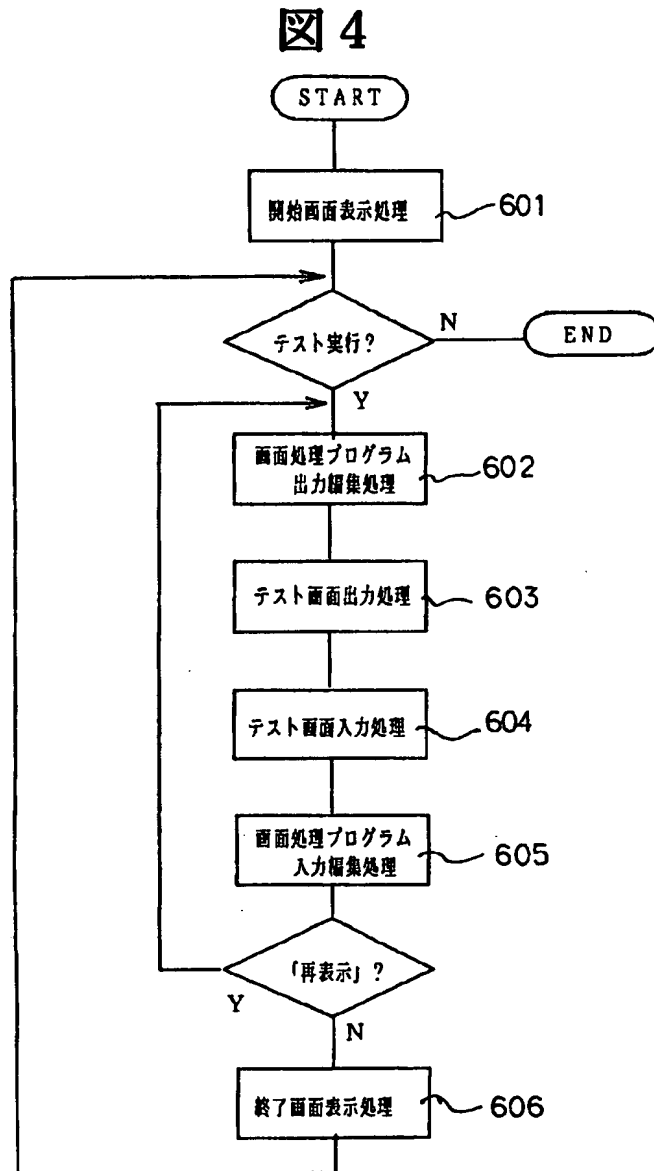 図4
START
開始画面表示処理
601
テスト実行?
N
END
Y
画面処理プログラム
出力編集処理
602
テスト画面出力処理
603
テスト画面入力処理
604
画面処理プログラム
入力編集処理
605
「再表示」?
Y
N
終了画面表示処理
606